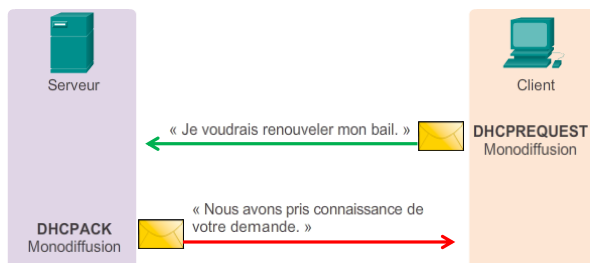 Serveur
Client
« Je voudrais renouveler mon bail. »
DHCPREQUEST
Monodiffusion
« Nous avons pris connaissance de
votre demande. »
DHCPACK
Monodiffusion